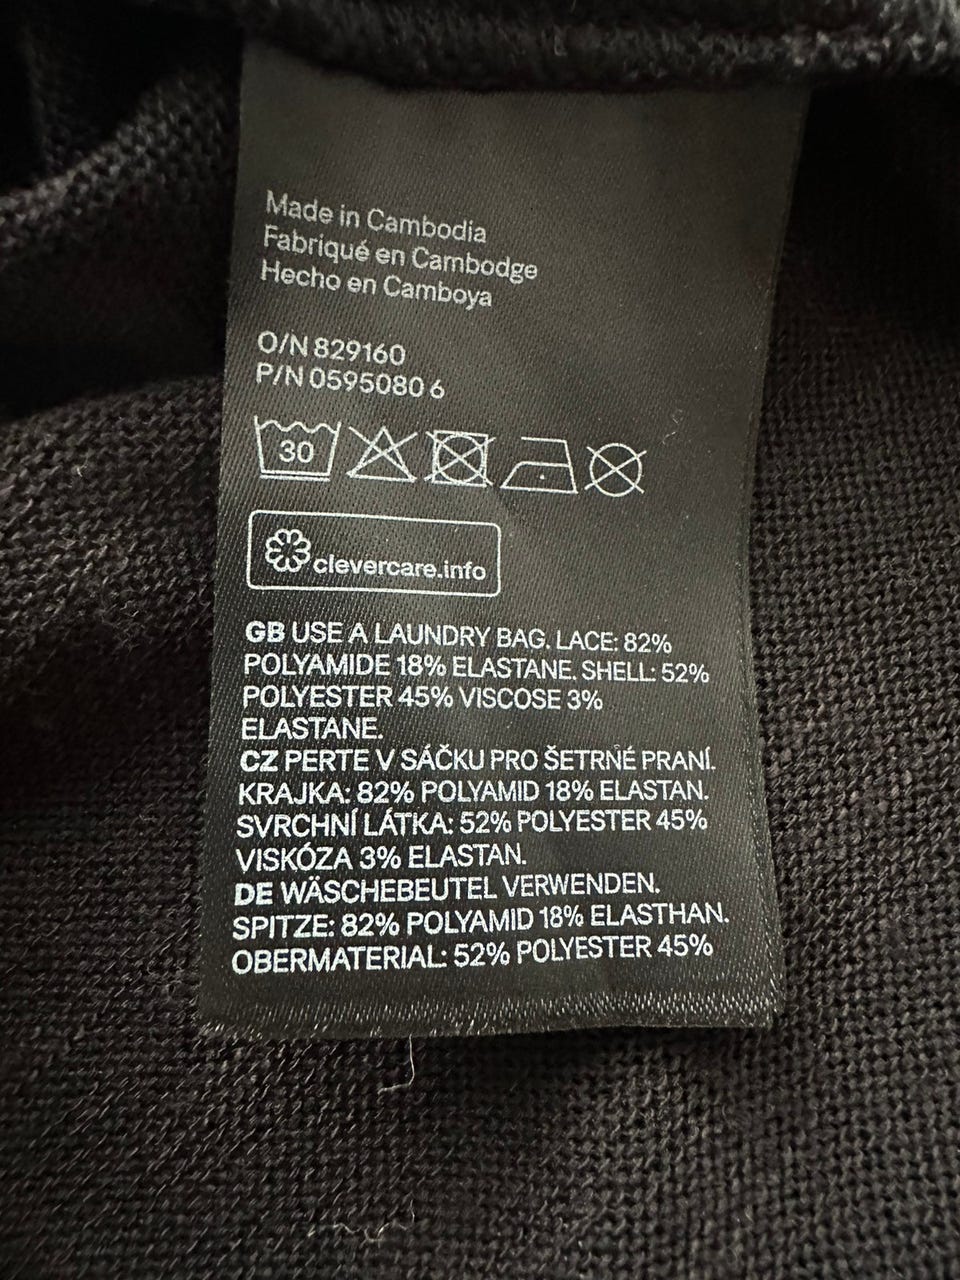 Made in Cambodia
Fabriqué en Cambodge
Hecho en Camboya
O/N 829160
P/N 0595080 6
30
clevercare.info
GB USE A LAUNDRY BAG. LACE: 82%
POLYAMIDE 18% ELASTANE. SHELL: 52%
POLYESTER 45% VISCOSE 3%
ELASTANE.
CZ PERTE V SÁČKU PRO ŠETRNÉ PRANÍ.
KRAJKA: 82% POLYAMID 18% ELASTAN.
SVRCHNÍ LÁTKA: 52% POLYESTER 45%
VISKÓZA 3% ELASTAN.
DE WÄSCHEBEUTEL VERWENDEN.
SPITZE: 82% POLYAMID 18% ELASTHAN.
OBERMATERIAL: 52% POLYESTER 45%